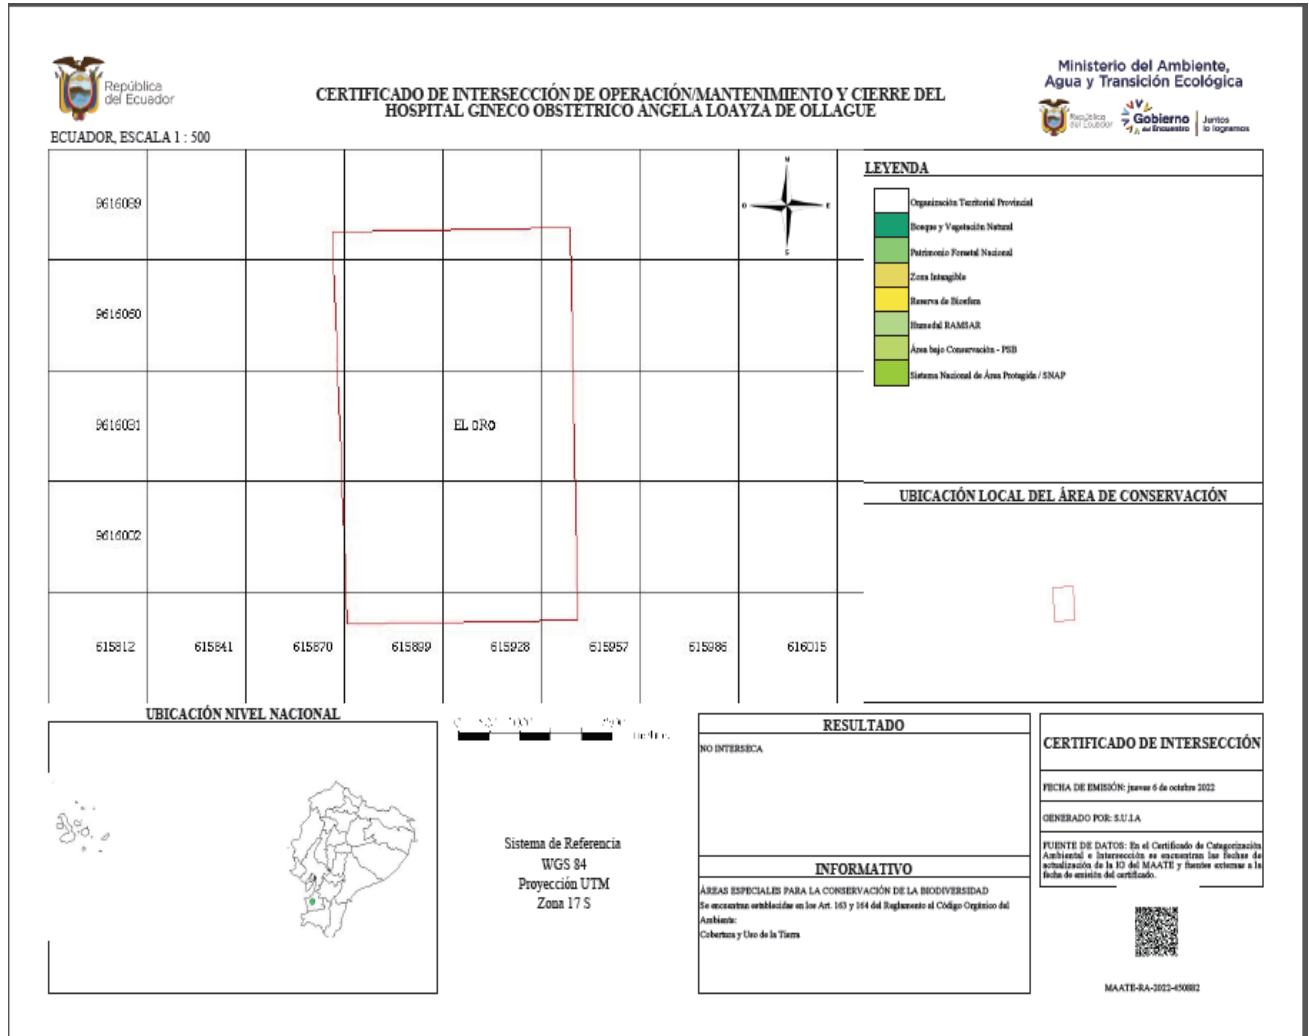 República
del Ecuador
CERTIFICADO DE INTERSECCIÓN DE OPERACIÓN/MANTENIMIENTO Y CIERRE DEL
HOSPITAL GINECO OBSTÉTRICO ANGELA LOAYZA DE OLLAGUE
Ministerio del Ambiente,
Agua y Transición Ecológica
República
del Ecuador
Gobierno
del Encuentro
Juntos
lo logramos
ECUADOR, ESCALA 1 : 500
N
O
E
S
9616089
9616060
9616031
9616002
EL ORO
615812
615841
615870
615899
615928
615957
615986
616015
LEYENDA
Organización Territorial Provincial
Bosque y Vegetación Natural
Patrimonio Forestal Nacional
Zona Intangible
Reserva de Biosfera
Humedal RAMSAR
Área bajo Conservación - PSB
Sistema Nacional de Área Protegida / SNAP
UBICACIÓN LOCAL DEL ÁREA DE CONSERVACIÓN
UBICACIÓN NIVEL NACIONAL
Sistema de Referencia
WGS 84
Proyección UTM
Zona 17 S
RESULTADO
NO INTERSECA
INFORMATIVO
ÁREAS ESPECIALES PARA LA CONSERVACIÓN DE LA BIODIVERSIDAD
Se encuentran establecidas en los Art. 163 y 164 del Reglamento al Código Orgánico del
Ambiente:
Cobertura y Uso de la Tierra
CERTIFICADO DE INTERSECCIÓN
FECHA DE EMISIÓN: jueves 6 de octubre 2022
GENERADO POR: S.U.I.A
FUENTE DE DATOS: En el Certificado de Categorización
Ambiental e Intersección se encuentran las fechas de
actualización de la IG del MAATE y fuentes externas a la
fecha de emisión del certificado.
MAATE-RA-2022-450882